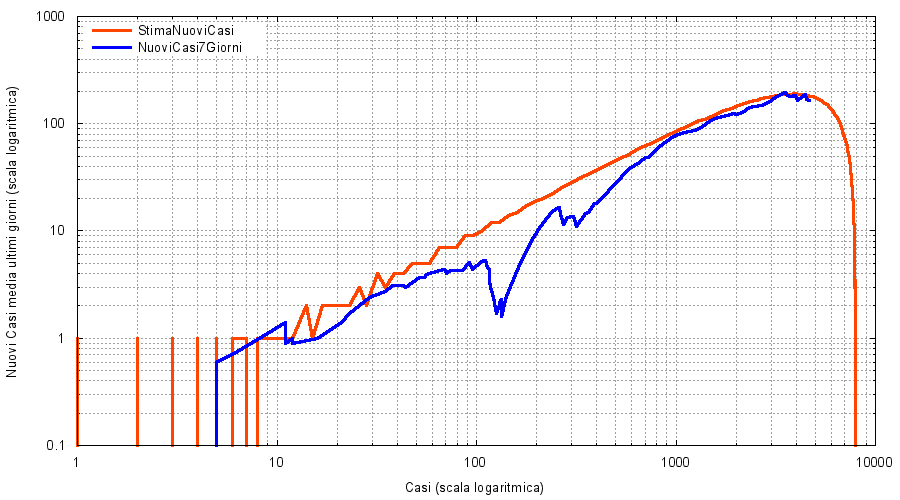 1000
StimaNuoviCasi
NuoviCasi7Giorni
100
10
1
0.1
Nuovi Casi media ultimi giorni (scala logaritmica)
1 10 100 1000 10000
Casi (scala logaritmica)